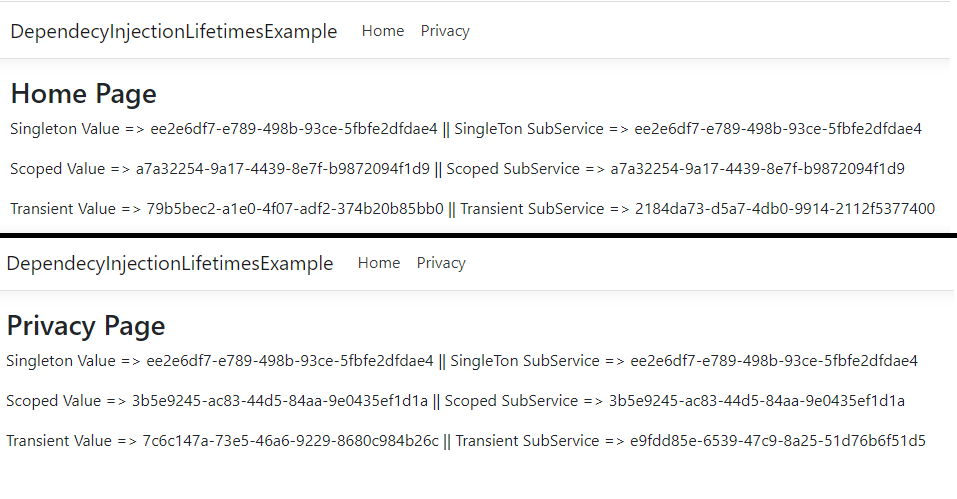 DependecyInjectionLifetimesExample Home Privacy
Home Page
Singleton Value => ee2e6df7-e789-498b-93ce-5fbfe2dfdae4 || SingleTon SubService => ee2e6df7-e789-498b-93ce-5fbfe2dfdae4
Scoped Value => a7a32254-9a17-4439-8e7f-b9872094f1d9 || Scoped SubService => a7a32254-9a17-4439-8e7f-b9872094f1d9
Transient Value => 79b5bec2-a1e0-4f07-adf2-374b20b85bb0 || Transient SubService => 2184da73-d5a7-4db0-9914-2112f5377400
DependecyInjectionLifetimesExample Home Privacy
Privacy Page
Singleton Value => ee2e6df7-e789-498b-93ce-5fbfe2dfdae4 || SingleTon SubService => ee2e6df7-e789-498b-93ce-5fbfe2dfdae4
Scoped Value => 3b5e9245-ac83-44d5-84aa-9e0435ef1d1a || Scoped SubService => 3b5e9245-ac83-44d5-84aa-9e0435ef1d1a
Transient Value => 7c6c147a-73e5-46a6-9229-8680c984b26c || Transient SubService => e9fdd85e-6539-47c9-8a25-51d76b6f51d5